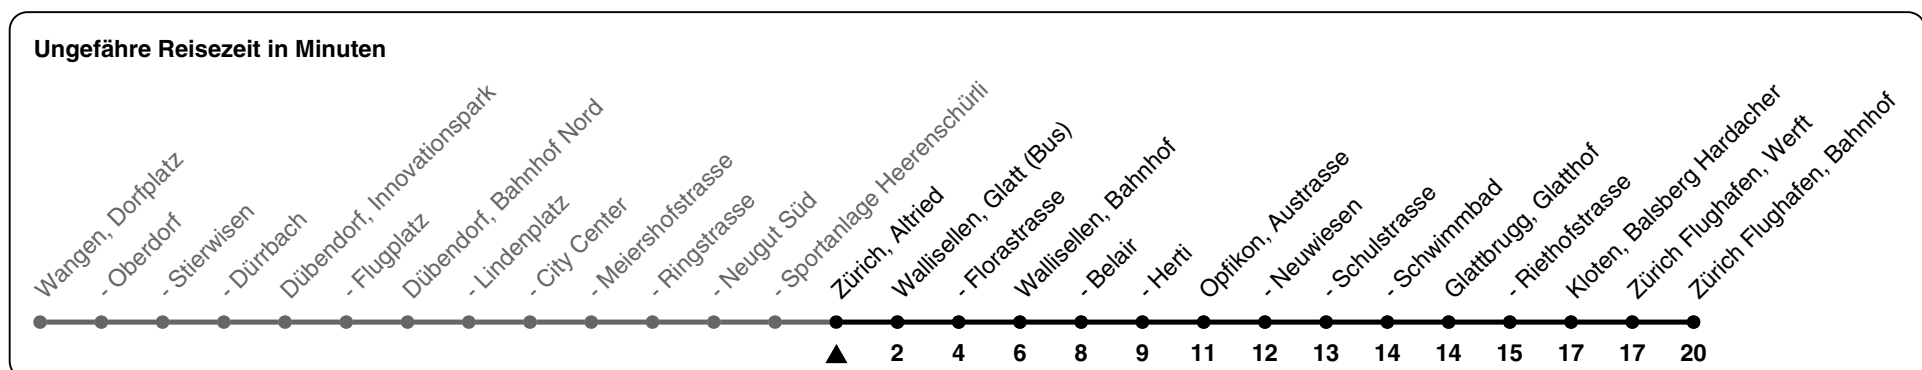 Ungefähre Reisezeit in Minuten
Wangen, Dorfplatz
- Oberdorf
- Stierwisen
- Dürrbach
Dübendorf, Innovationspark
- Flugplatz
Dübendorf, Bahnhof Nord
- Lindenplatz
- City Center
- Meiershofstrasse
- Ringstrasse
- Neugut Süd
- Sportanlage Heerenschürli
Zürich, Altried
Wallisellen, Glatt (Bus)
- Florastrasse
Wallisellen, Bahnhof
- Belair
- Herti
Opfikon, Austrasse
- Neuwiesen
- Schulstrasse
- Schwimmbad
Glattbrugg, Glatthof
- Riethofstrasse
Kloten, Balsberg Hardacher
Zürich Flughafen, Werft
Zürich Flughafen, Bahnhof
2 4 6 8 9 11 12 13 14 14 15 17 17 20